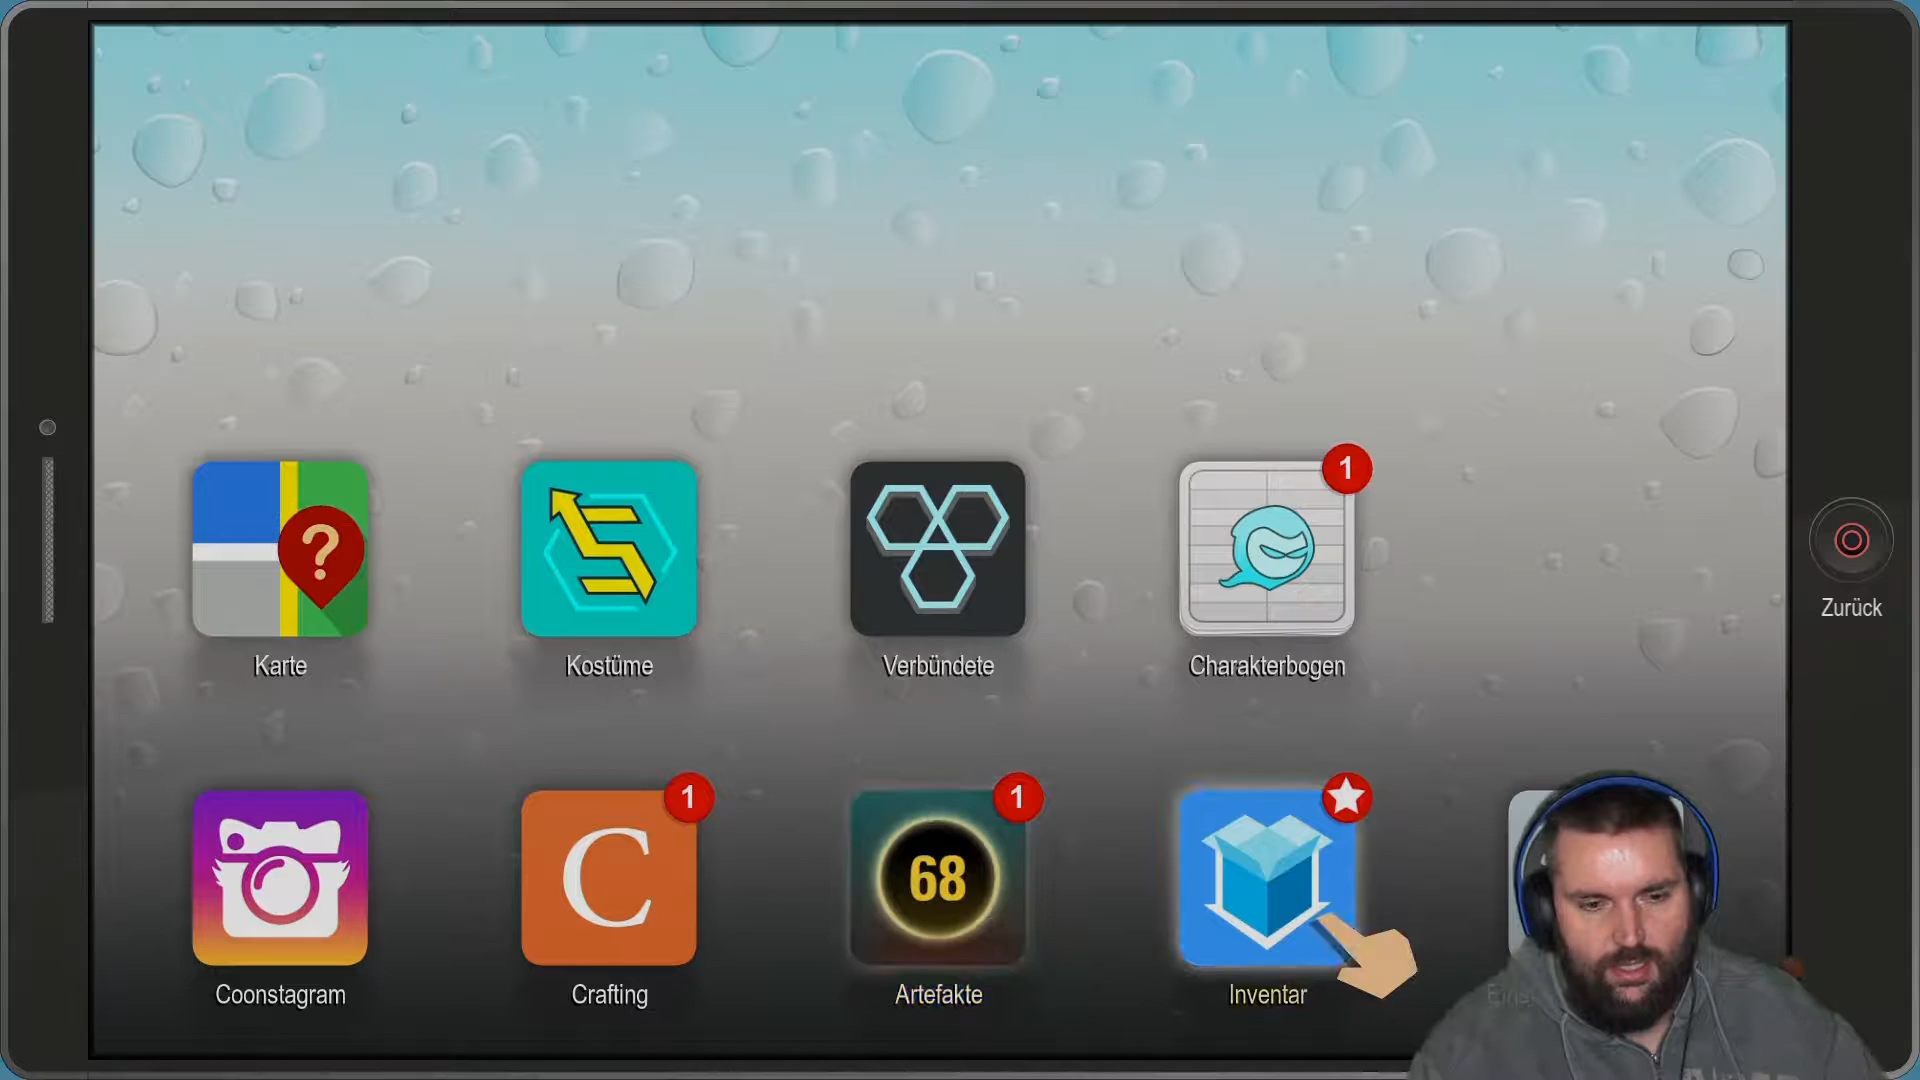 ?
1
Karte
Kostüme
Verbündete
Charakterbogen
Zurück
1
1
C
68
Coonstagram
Crafting
Artefakte
Inventar